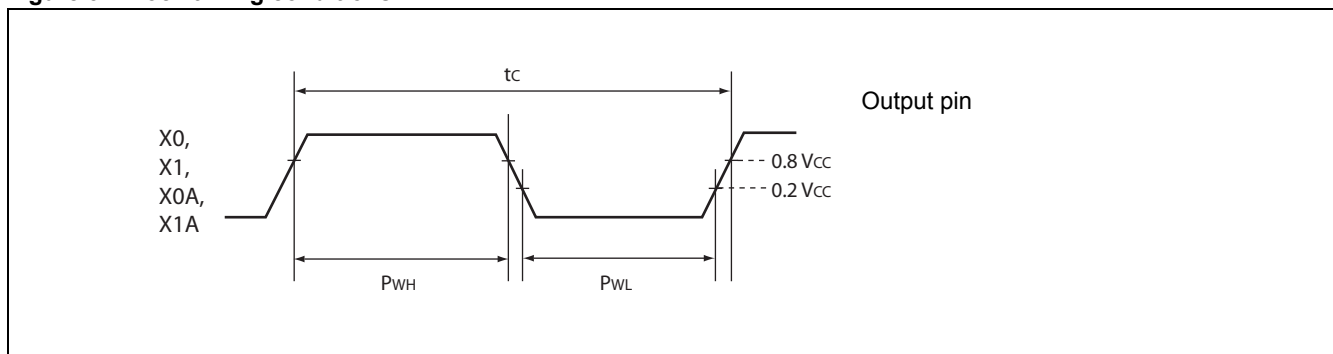 tC
Output pin
X0,
X1,
X0A,
X1A
0.8 VCC
0.2 VCC
PWH
PWL